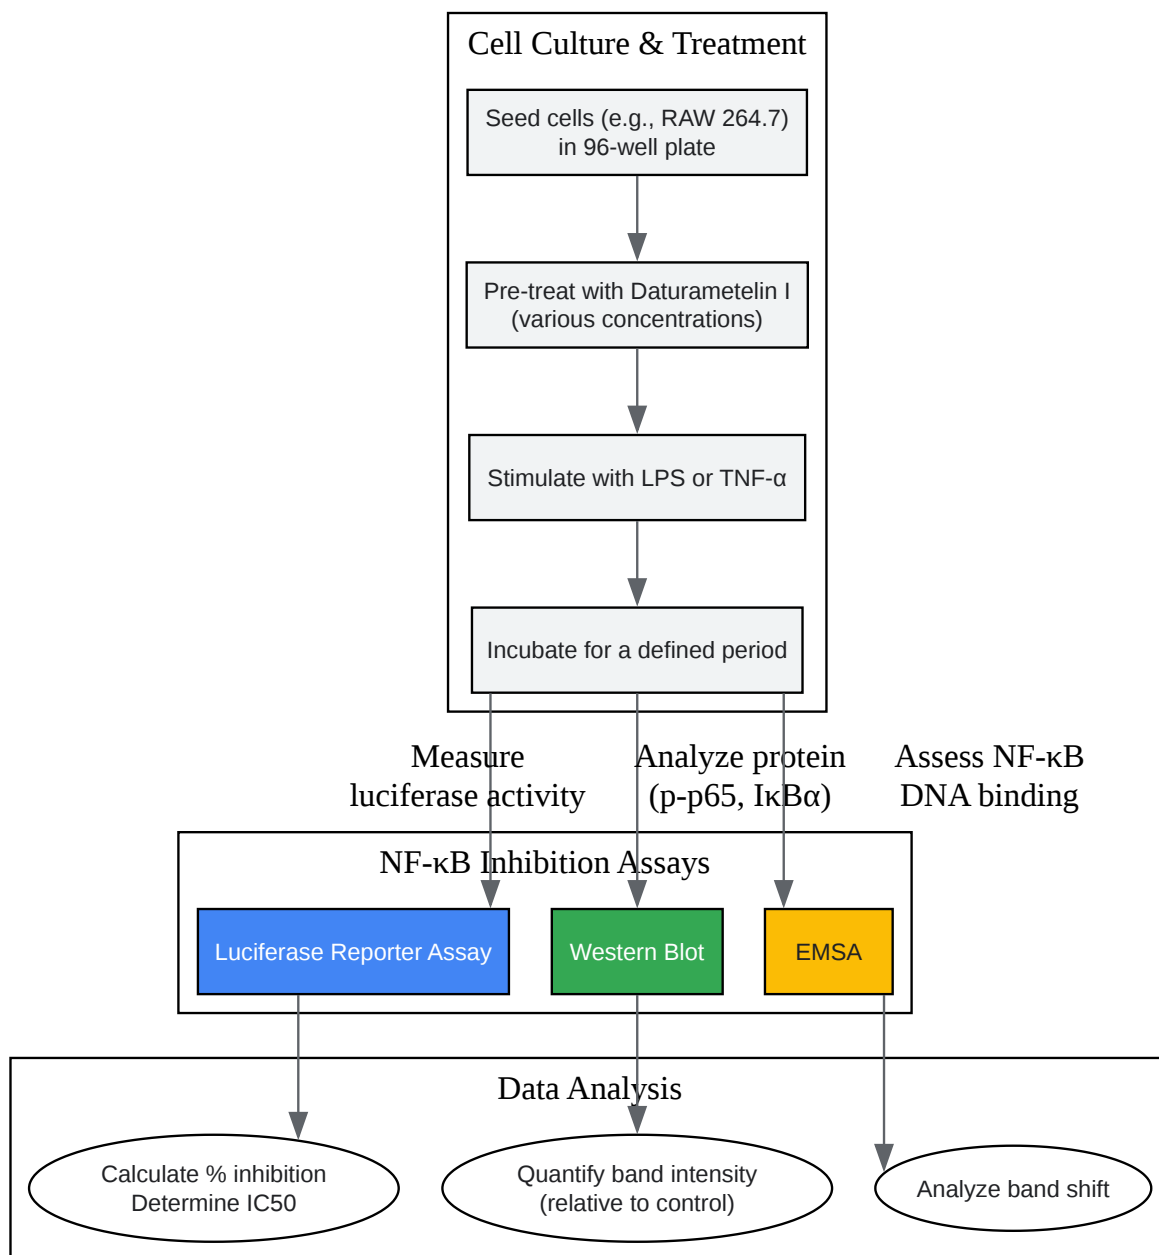 Cell Culture & Treatment
Seed cells (e.g., RAW 264.7)
in 96-well plate
Pre-treat with Daturametelin I
(various concentrations)
Stimulate with LPS or TNF-α
Incubate for a defined period
Measure
luciferase activity
Analyze protein
(p-p65, IκBα)
Assess NF-κB
DNA binding
NF-κB Inhibition Assays
Luciferase Reporter Assay
Western Blot
EMSA
Data Analysis
Calculate % inhibition
Determine IC50
Quantify band intensity
(relative to control)
Analyze band shift